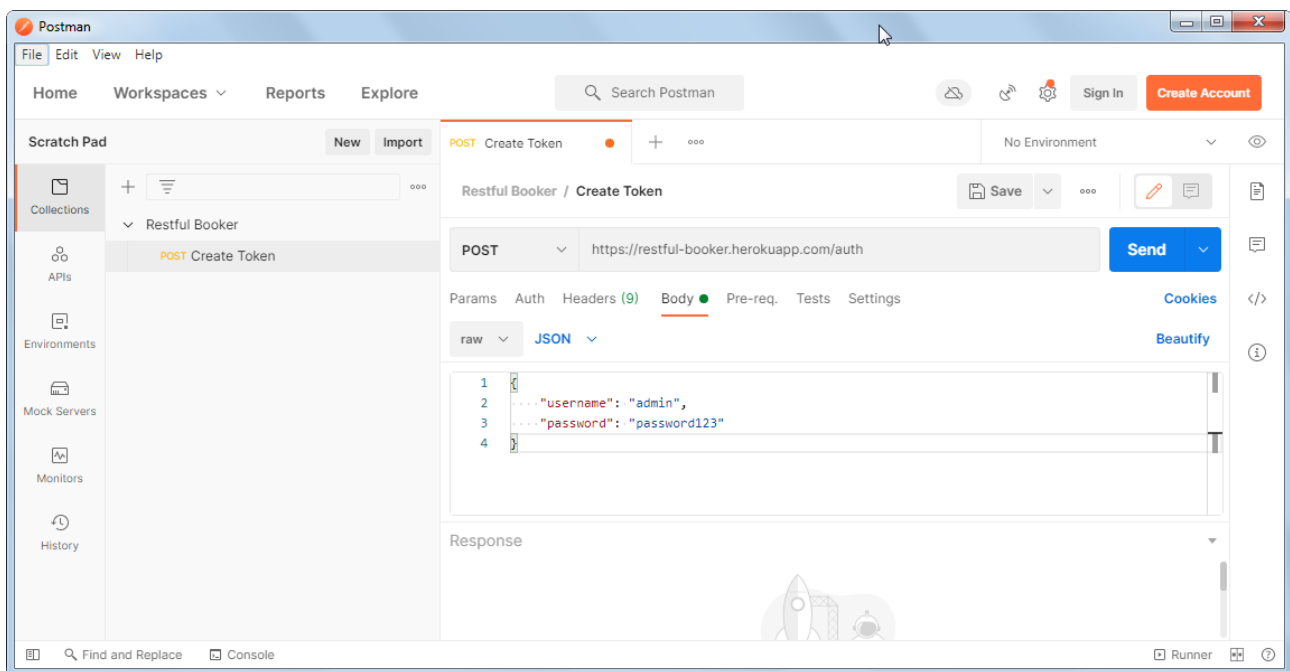 Postman
File Edit View Help
Home Workspaces Reports Explore Search Postman Sign In Create Account
Scratch Pad New Import POST Create Token No Environment
Collections
Restful Booker / Create Token Save
Restful Booker
POST Create Token
POST https://restful-booker.herokuapp.com/auth Send
APIs
Params Auth Headers (9) Body Pre-req. Tests Settings Cookies </>
Environments
raw JSON Beautify
1 {
2 "username": "admin",
3 "password": "password123"
4 }
Mock Servers
Monitors
History
Response
Find and Replace Console Runner